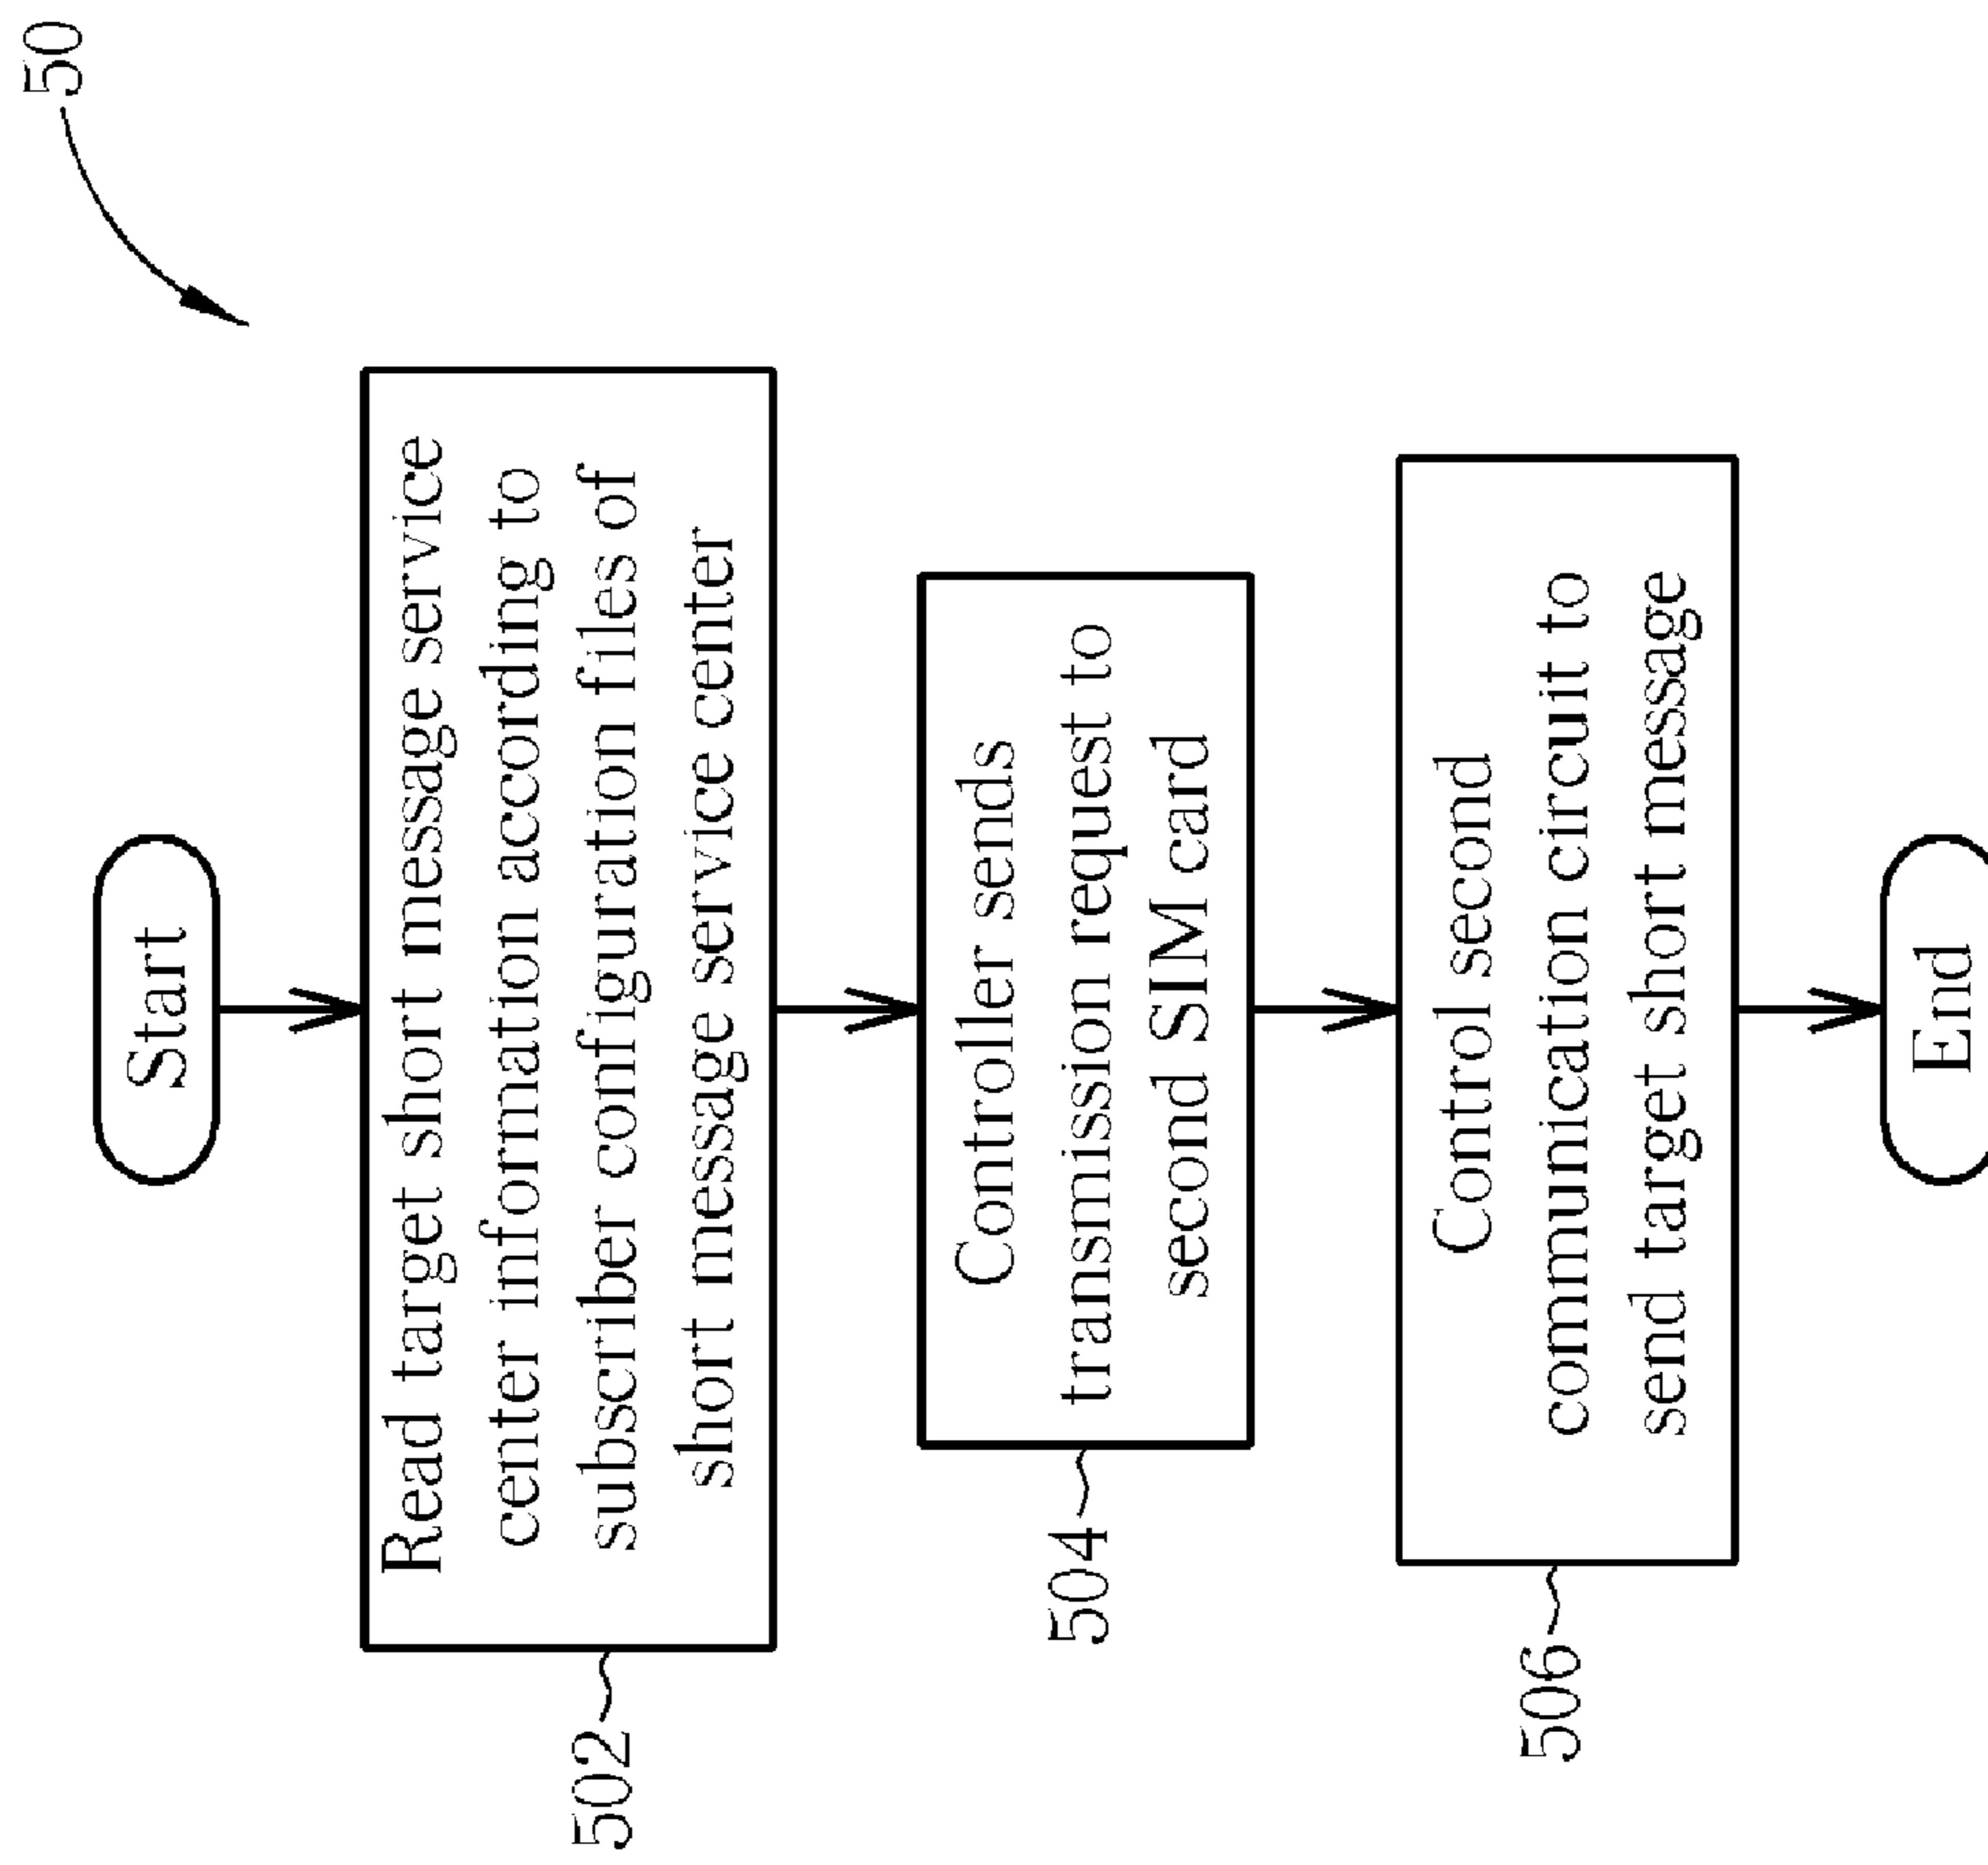 50
Start
Read target short message service
center information according to
subscriber configuration files of
short message service center
502
Controller sends
transmission request to
second SIM card
504
Control second
communication circuit to
send target short message
506
End